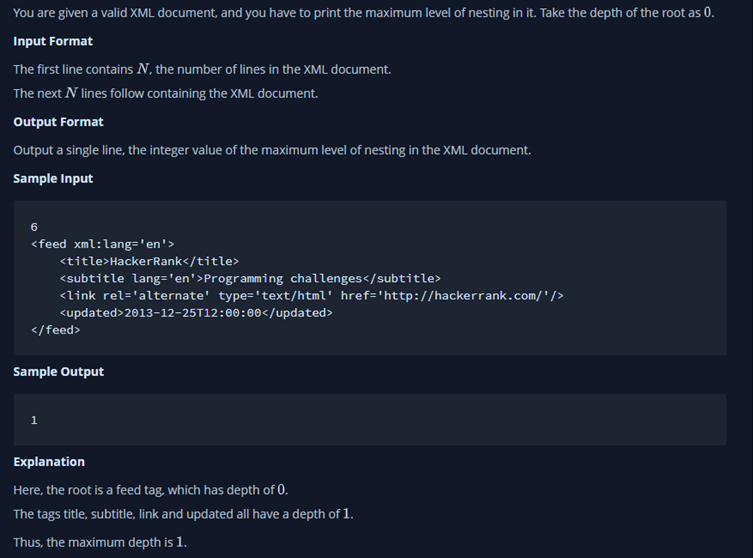 You are given a valid XML document, and you have to print the maximum level of nesting in it. Take the depth of the root as 0.
Input Format
The first line contains N, the number of lines in the XML document.
The next N lines follow containing the XML document.
Output Format
Output a single line, the integer value of the maximum level of nesting in the XML document.
Sample Input
6
<feed xml:lang='en'>
    <title>HackerRank</title>
    <subtitle lang='en'>Programming challenges</subtitle>
    <link rel='alternate' type='text/html' href='http://hackerrank.com/'/>
    <updated>2013-12-25T12:00:00</updated>
</feed>
Sample Output
1
Explanation
Here, the root is a feed tag, which has depth of 0.
The tags title, subtitle, link and updated all have a depth of 1.
Thus, the maximum depth is 1.